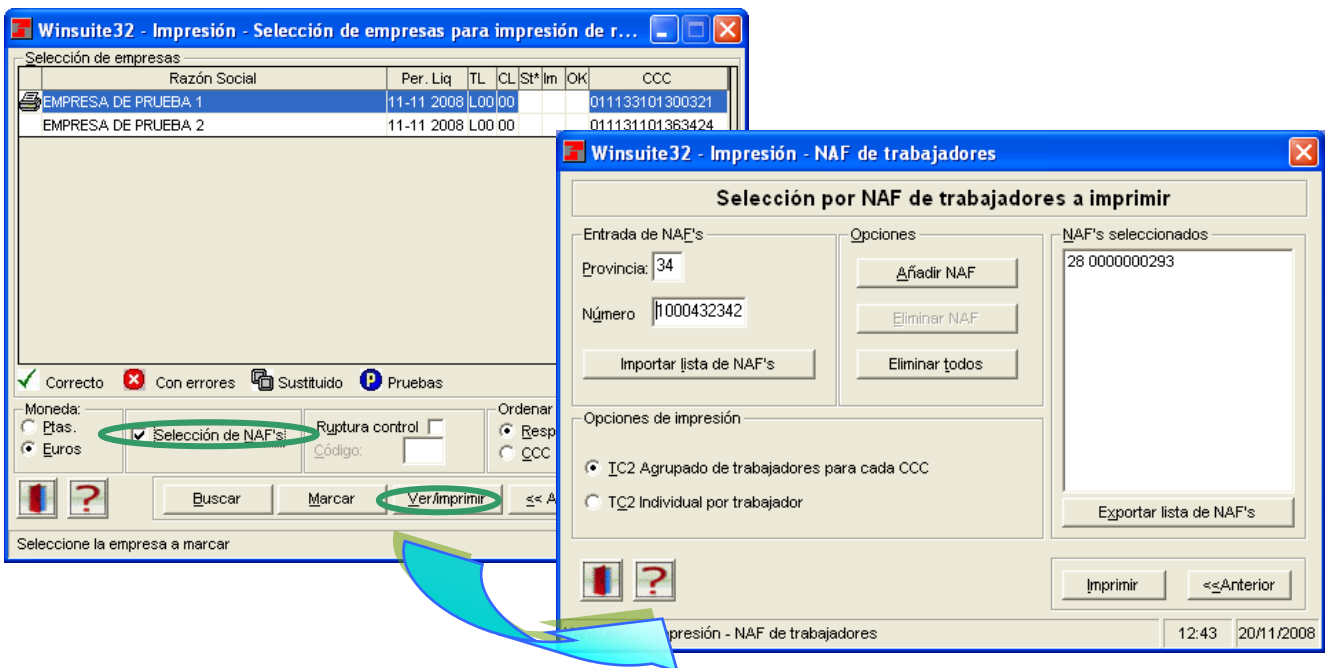 Winsuite32 - Impresión - Selección de empresas para impresión de r...
Selección de empresas
Razón Social Per. Liq TL CL St* Im OK CCC
EMPRESA DE PRUEBA 1 11-11 2008 L00 00 011133101300321
EMPRESA DE PRUEBA 2 11-11 2008 L00 00 011131101363424
Correcto Con errores Sustituido P Pruebas
Moneda:
Ptas.
Euros
Selección de NAF's
Ruptura control
Código:
Ordenar
Resp
CCC
? Buscar Marcar Ver/imprimir << A
Seleccione la empresa a marcar
Winsuite32 - Impresión - NAF de trabajadores
Selección por NAF de trabajadores a imprimir
Entrada de NAF's
Provincia: 34
Número 1000432342
Importar lista de NAF's
Opciones
Añadir NAF
Eliminar NAF
Eliminar todos
NAF's seleccionados
28 0000000293
Exportar lista de NAF's
Opciones de impresión
TC2 Agrupado de trabajadores para cada CCC
TC2 Individual por trabajador
? Imprimir <<Anterior
presión - NAF de trabajadores 12:43 20/11/2008